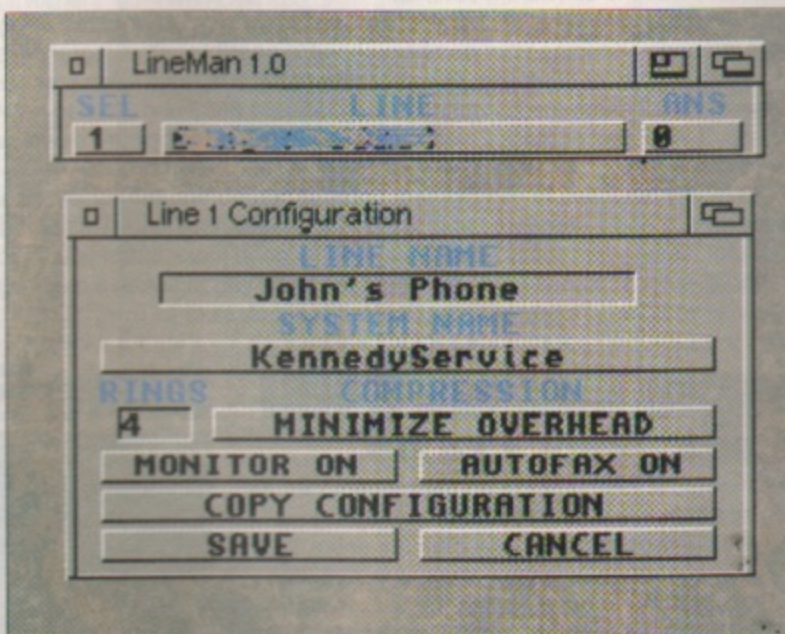 LineMan 1.0
SEL LINE ANS
1 0
Line 1 Configuration
LINE NAME
John's Phone
SYSTEM NAME
KennedyService
RINGS COMPRESSION
4 MINIMIZE OVERHEAD
MONITOR ON AUTOFAX ON
COPY CONFIGURATION
SAVE CANCEL